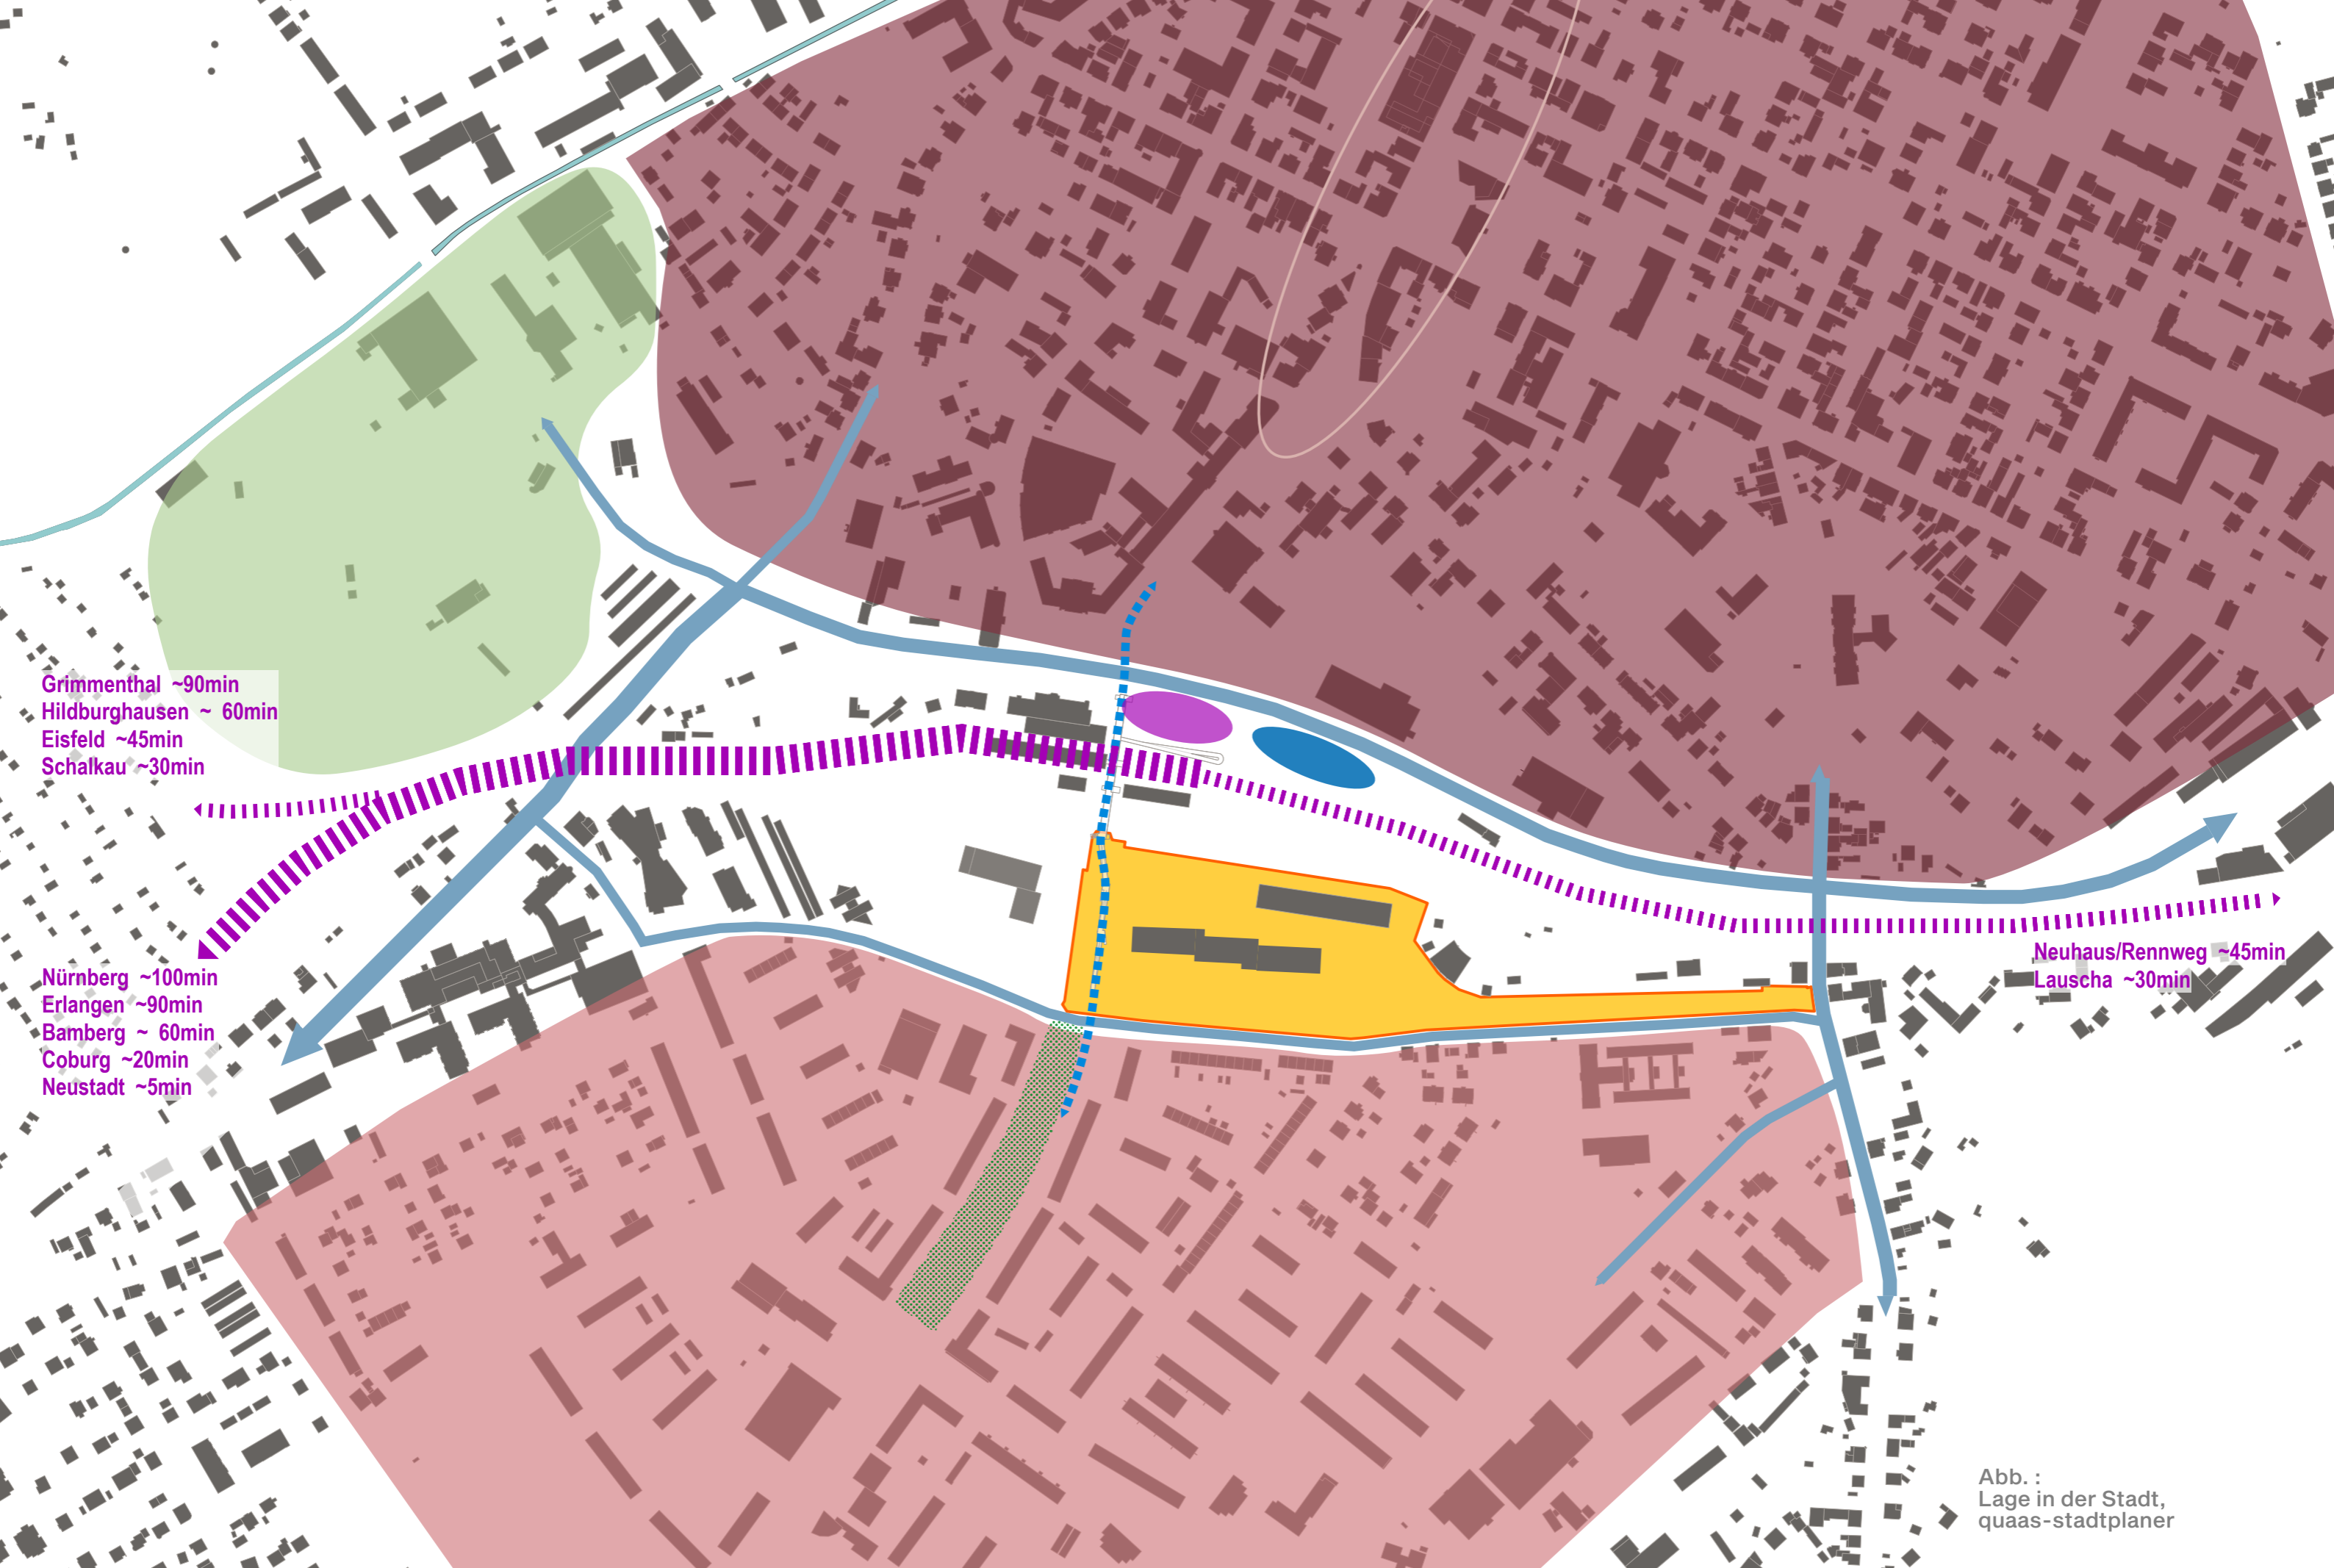 Grimmenthal ~90min
Hildburghausen ~ 60min
Eisfeld ~45min
Schalkau ~30min
Nürnberg ~100min
Erlangen ~90min
Bamberg ~ 60min
Coburg ~20min
Neustadt ~5min
Neuhaus/Rennweg ~45min
Lauscha ~30min
Abb. :
Lage in der Stadt,
quaas-stadtplaner